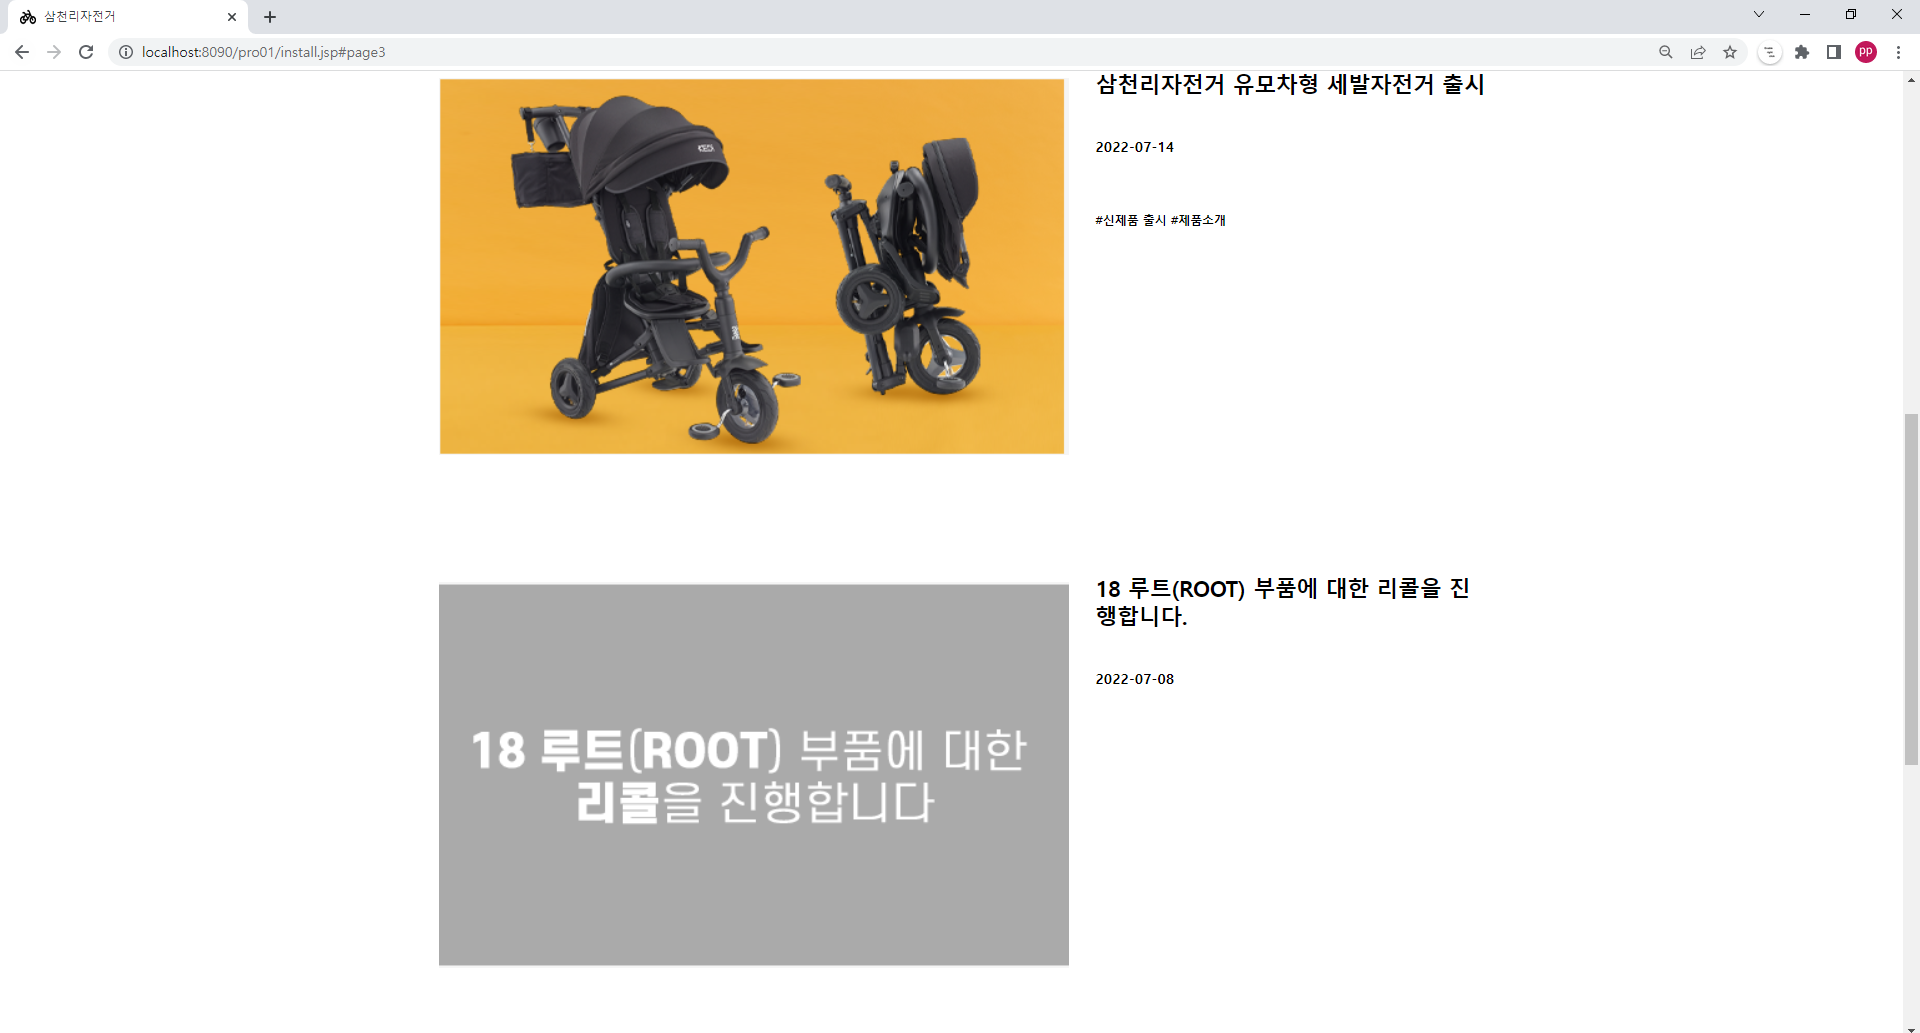 삼천리자전거
localhost:8090/pro01/install.jsp#page3
pp
삼천리자전거 유모차형 세발자전거 출시
2022-07-14
#신제품 출시 #제품소개
18 루트(ROOT) 부품에 대한 리콜을 진
행합니다.
2022-07-08
18 루트(ROOT) 부품에 대한
리콜을 진행합니다